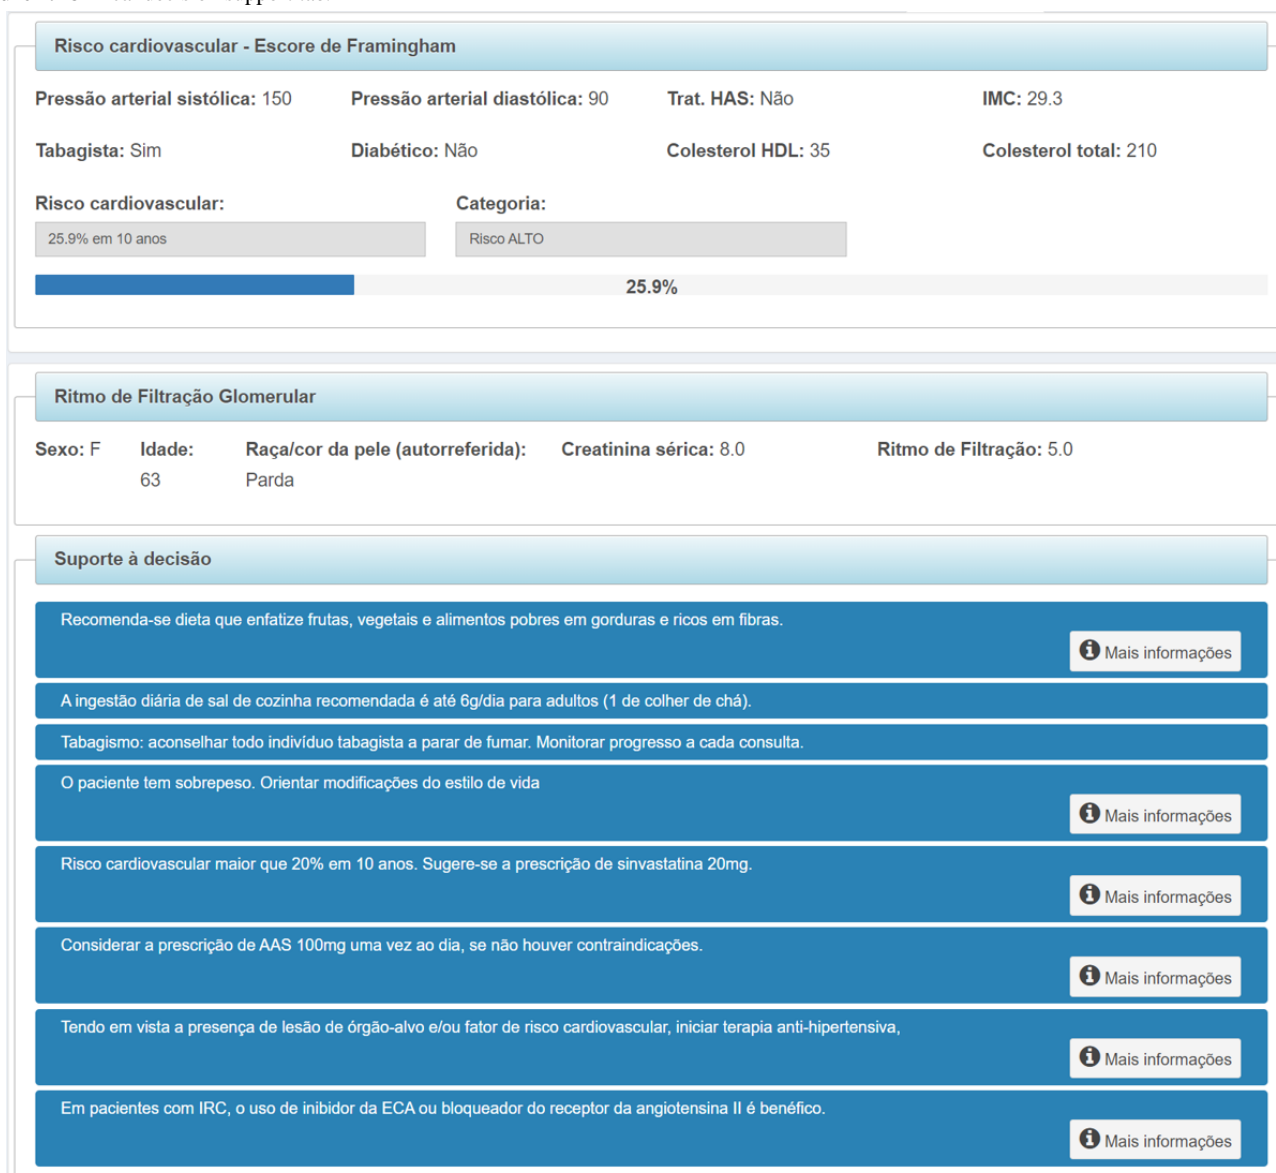 Risco cardiovascular - Escore de Framingham
Pressão arterial sistólica: 150 Pressão arterial diastólica: 90 Trat. HAS: Não IMC: 29.3
Tabagista: Sim Diabético: Não Colesterol HDL: 35 Colesterol total: 210
Risco cardiovascular: Categoria:
25.9% em 10 anos Risco ALTO
25.9%
Ritmo de Filtração Glomerular
Sexo: F Idade: Raça/cor da pele (autorreferida): Creatinina sérica: 8.0 Ritmo de Filtração: 5.0
63 Parda
Suporte à decisão
Recomenda-se dieta que enfatize frutas, vegetais e alimentos pobres em gorduras e ricos em fibras.
Mais informações
A ingestão diária de sal de cozinha recomendada é até 6g/dia para adultos (1 de colher de chá).
Tabagismo: aconselhar todo indivíduo tabagista a parar de fumar. Monitorar progresso a cada consulta.
O paciente tem sobrepeso. Orientar modificações do estilo de vida
Mais informações
Risco cardiovascular maior que 20% em 10 anos. Sugere-se a prescrição de sinvastatina 20mg.
Mais informações
Considerar a prescrição de AAS 100mg uma vez ao dia, se não houver contraindicações.
Mais informações
Tendo em vista a presença de lesão de órgão-alvo e/ou fator de risco cardiovascular, iniciar terapia anti-hipertensiva,
Mais informações
Em pacientes com IRC, o uso de inibidor da ECA ou bloqueador do receptor da angiotensina II é benéfico.
Mais informações